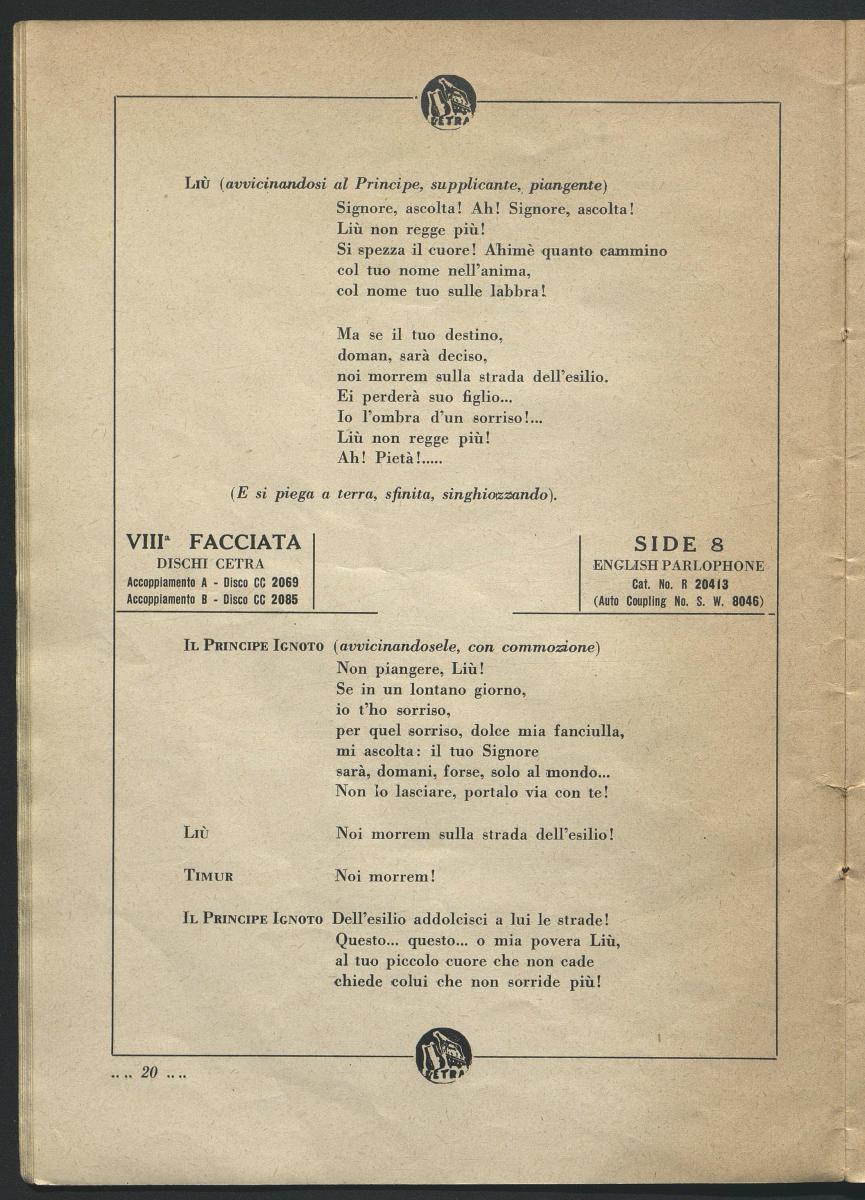 CETRA
LIÙ (avvicinandosi al Principe, supplicante, piangente)
Signore, ascolta! Ah! Signore, ascolta!
Liù non regge più!
Si spezza il cuore! Ahimè quanto cammino
col tuo nome nell'anima,
col nome tuo sulle labbra!
Ma se il tuo destino,
doman, sarà deciso,
noi morrem sulla strada dell'esilio.
Ei perderà suo figlio...
Io l'ombra d'un sorriso!...
Liù non regge più!
Ah! Pietà!.....
(E si piega a terra, sfinita, singhiozzando).
VIIIª FACCIATA
DISCHI CETRA
Accoppiamento A - Disco CC 2069
Accoppiamento B - Disco CC 2085
SIDE 8
ENGLISH PARLOPHONE
Cat. No. R 20413
(Auto Coupling No. S. W. 8046)
IL PRINCIPE IGNOTO (avvicinandosele, con commozione)
Non piangere, Liù!
Se in un lontano giorno,
io t'ho sorriso,
per quel sorriso, dolce mia fanciulla,
mi ascolta: il tuo Signore
sarà, domani, forse, solo al mondo...
Non lo lasciare, portalo via con te!
LIÙ Noi morrem sulla strada dell'esilio!
TIMUR Noi morrem!
IL PRINCIPE IGNOTO Dell'esilio addolcisci a lui le strade!
Questo... questo... o mia povera Liù,
al tuo piccolo cuore che non cade
chiede colui che non sorride più!
CETRA
.. .. 20 .. ..